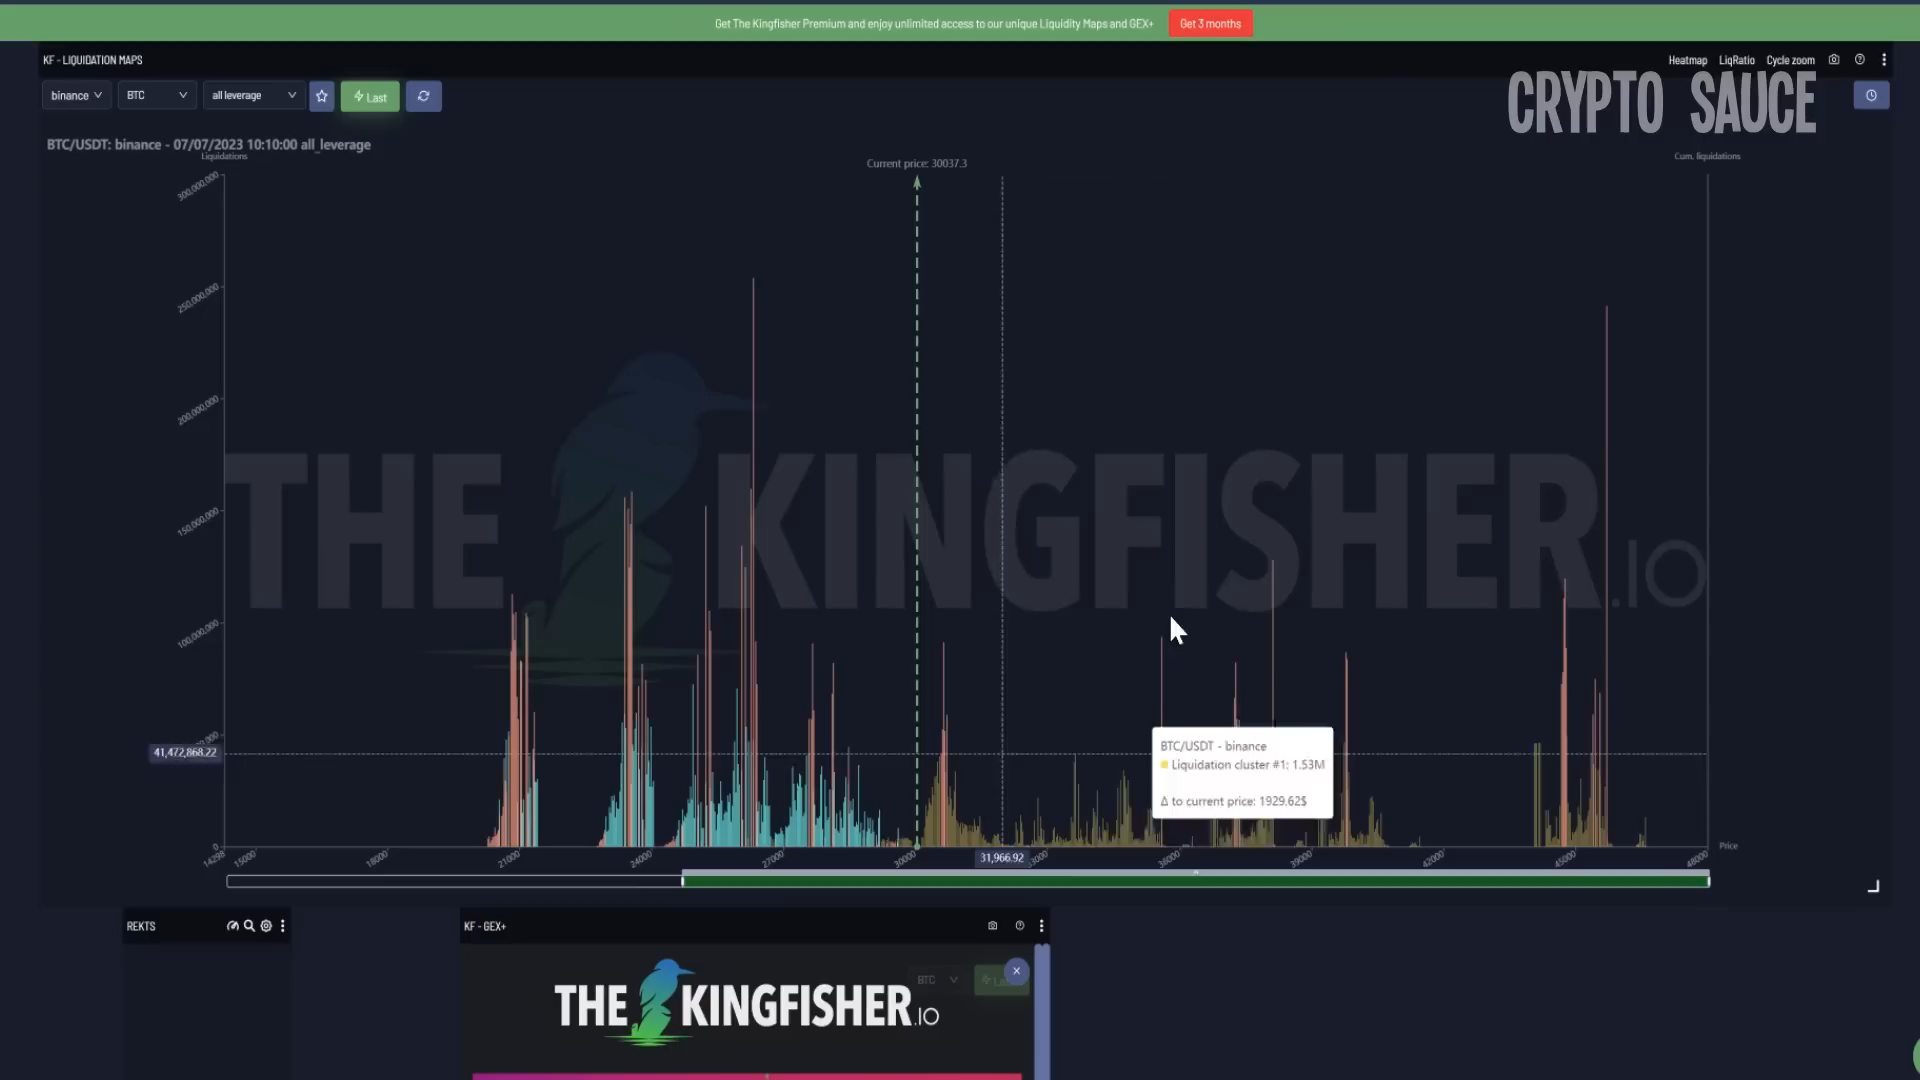 Get The Kingfisher Premium and enjoy unlimited access to our unique Liquidity Maps and GEX+ Get 3 months
KF - LIQUIDATION MAPS
Heatmap LiqRatio Cycle zoom
binance BTC all leverage Last
CRYPTO SAUCE
BTC/USDT: binance - 07/07/2023 10:10:00 all_leverage
Liquidations
Current price: 30037.3
Cum. liquidations
300,000,000
250,000,000
200,000,000
THE KINGFISHER.IO
150,000,000
100,000,000
41,472,868.22
BTC/USDT - binance
Liquidation cluster #1: 1.53M
Δ to current price: 1929.62$
0
14298 15000 18000 21000 24000 27000 30000 31,966.92 36000 39000 42000 45000 48000 Price
REKTS
KF - GEX+
BTC
THE KINGFISHER.IO